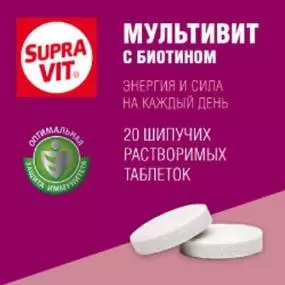 SUPRA
VIT®
МУЛЬТИВИТ
С БИОТИНОМ
ЭНЕРГИЯ И СИЛА
НА КАЖДЫЙ ДЕНЬ
ОПТИМАЛЬНАЯ
ЗАЩИТА ИММУНИТЕТА
20 ШИПУЧИХ
РАСТВОРИМЫХ
ТАБЛЕТОК